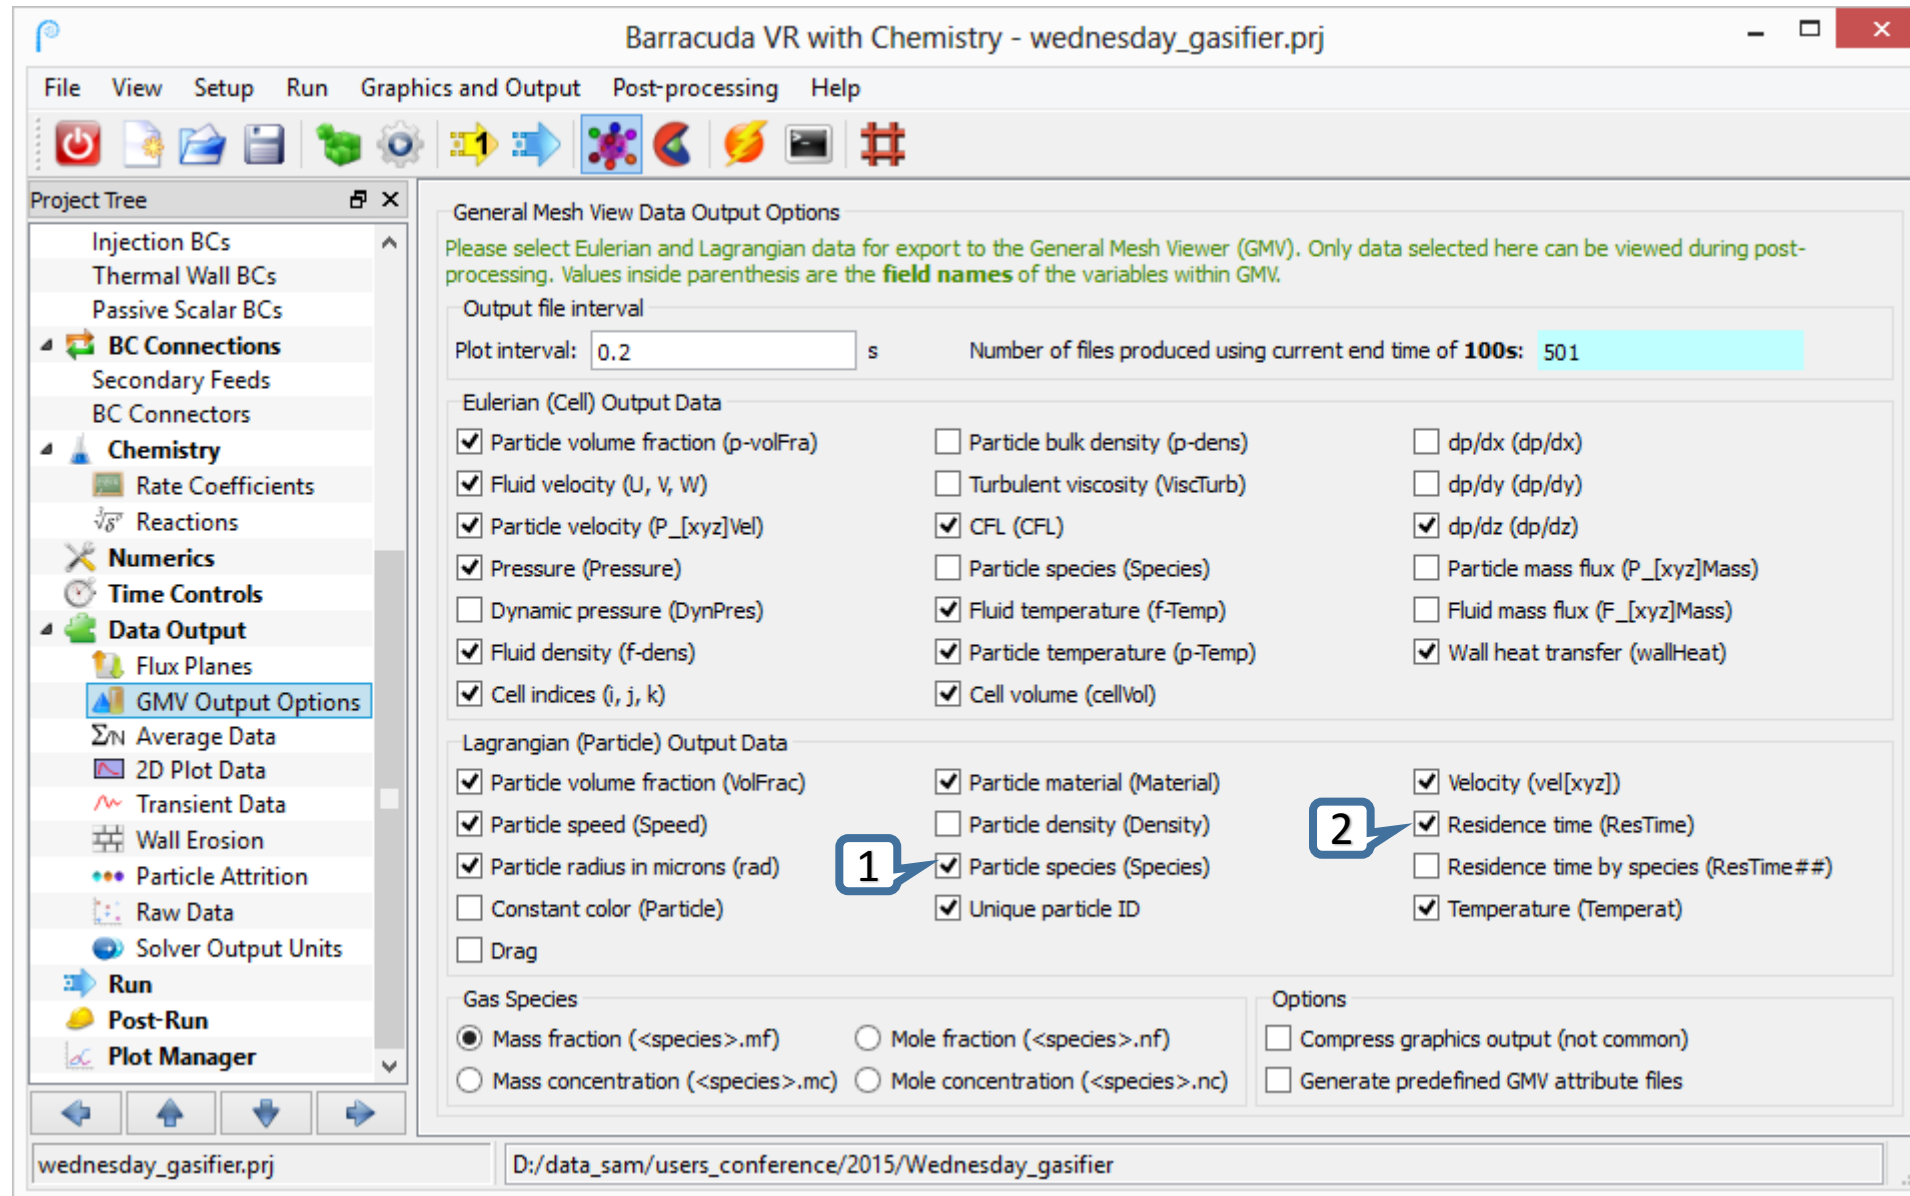 Barracuda VR with Chemistry - wednesday_gasifier.prj
File View Setup Run Graphics and Output Post-processing Help
1
Project Tree
Injection BCs
Thermal Wall BCs
Passive Scalar BCs
BC Connections
Secondary Feeds
BC Connectors
Chemistry
Rate Coefficients
Reactions
Numerics
Time Controls
Data Output
Flux Planes
GMV Output Options
Σ/N Average Data
2D Plot Data
Transient Data
Wall Erosion
Particle Attrition
Raw Data
Solver Output Units
Run
Post-Run
Plot Manager
General Mesh View Data Output Options
Please select Eulerian and Lagrangian data for export to the General Mesh Viewer (GMV). Only data selected here can be viewed during post-
processing. Values inside parenthesis are the field names of the variables within GMV.
Output file interval
Plot interval: 0.2 s Number of files produced using current end time of 100s: 501
Eulerian (Cell) Output Data
Particle volume fraction (p-volFra) Particle bulk density (p-dens) dp/dx (dp/dx)
Fluid velocity (U, V, W) Turbulent viscosity (ViscTurb) dp/dy (dp/dy)
Particle velocity (P_[xyz]Vel) CFL (CFL) dp/dz (dp/dz)
Pressure (Pressure) Particle species (Species) Particle mass flux (P_[xyz]Mass)
Dynamic pressure (DynPres) Fluid temperature (f-Temp) Fluid mass flux (F_[xyz]Mass)
Fluid density (f-dens) Particle temperature (p-Temp) Wall heat transfer (wallHeat)
Cell indices (i, j, k) Cell volume (cellVol)
Lagrangian (Particle) Output Data
Particle volume fraction (VolFrac) Particle material (Material) Velocity (vel[xyz])
Particle speed (Speed) Particle density (Density) 2 Residence time (ResTime)
Particle radius in microns (rad) 1 Particle species (Species) Residence time by species (ResTime##)
Constant color (Particle) Unique particle ID Temperature (Temperat)
Drag
Gas Species Options
Mass fraction (<species>.mf) Mole fraction (<species>.nf) Compress graphics output (not common)
Mass concentration (<species>.mc) Mole concentration (<species>.nc) Generate predefined GMV attribute files
wednesday_gasifier.prj D:/data_sam/users_conference/2015/Wednesday_gasifier